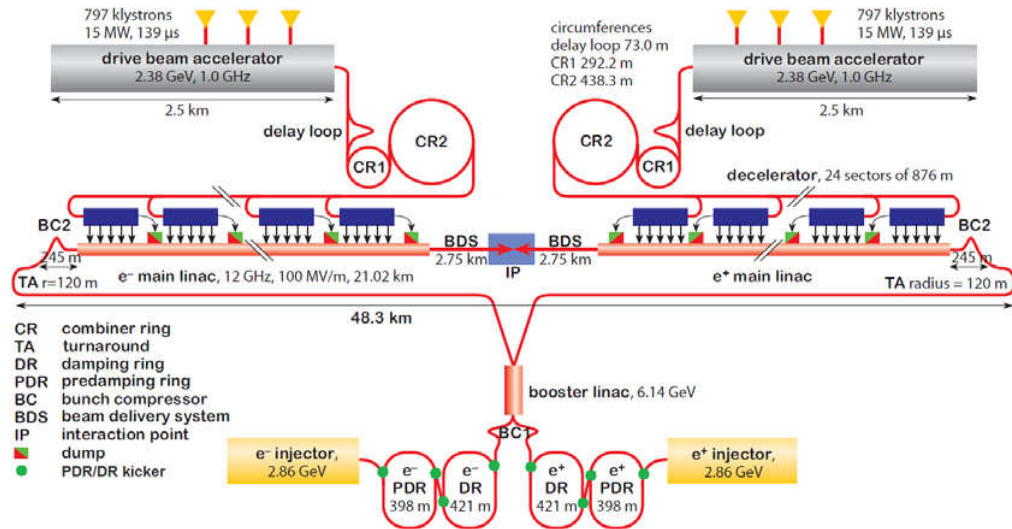 797 klystrons
15 MW, 139 µs
drive beam accelerator
2.38 GeV, 1.0 GHz
2.5 km
delay loop
CR1
CR2
circumferences
delay loop 73.0 m
CR1 292.2 m
CR2 438.3 m
797 klystrons
15 MW, 139 µs
drive beam accelerator
2.38 GeV, 1.0 GHz
2.5 km
delay loop
CR2
CR1
decelerator, 24 sectors of 876 m
BC2
245 m
TA r=120 m
e⁻ main linac, 12 GHz, 100 MV/m, 21.02 km
BDS
2.75 km
IP
BDS
2.75 km
e⁺ main linac
BC2
245 m
TA radius = 120 m
48.3 km
CR combiner ring
TA turnaround
DR damping ring
PDR predamping ring
BC bunch compressor
BDS beam delivery system
IP interaction point
dump
PDR/DR kicker
booster linac, 6.14 GeV
BC1
e⁻ injector,
2.86 GeV
e⁻
PDR
398 m
e⁻
DR
421 m
e⁺
DR
421 m
e⁺
PDR
398 m
e⁺ injector,
2.86 GeV